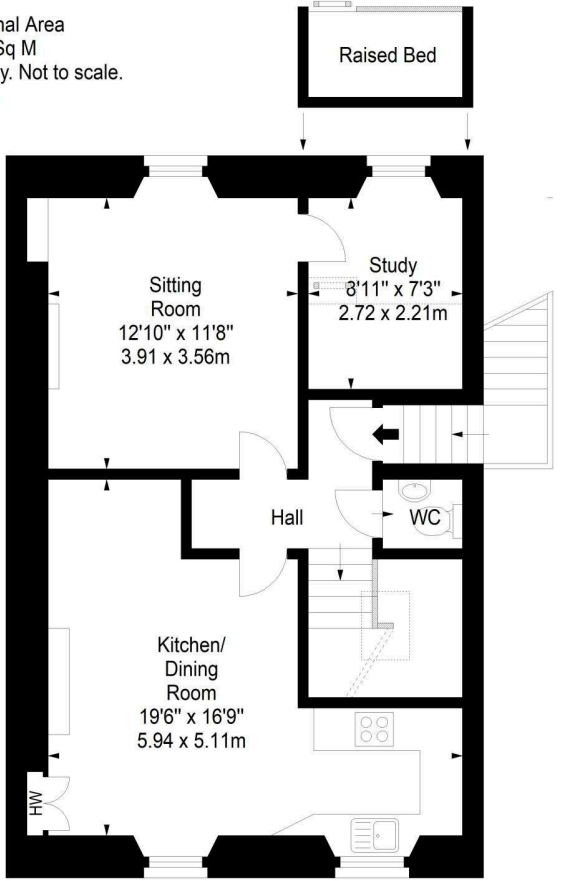 nal Area
Sq M
y. Not to scale.
Raised Bed
Sitting
Room
12'10" x 11'8"
3.91 x 3.56m
Study
8'11" x 7'3"
2.72 x 2.21m
Hall
WC
Kitchen/
Dining
Room
19'6" x 16'9"
5.94 x 5.11m
HW